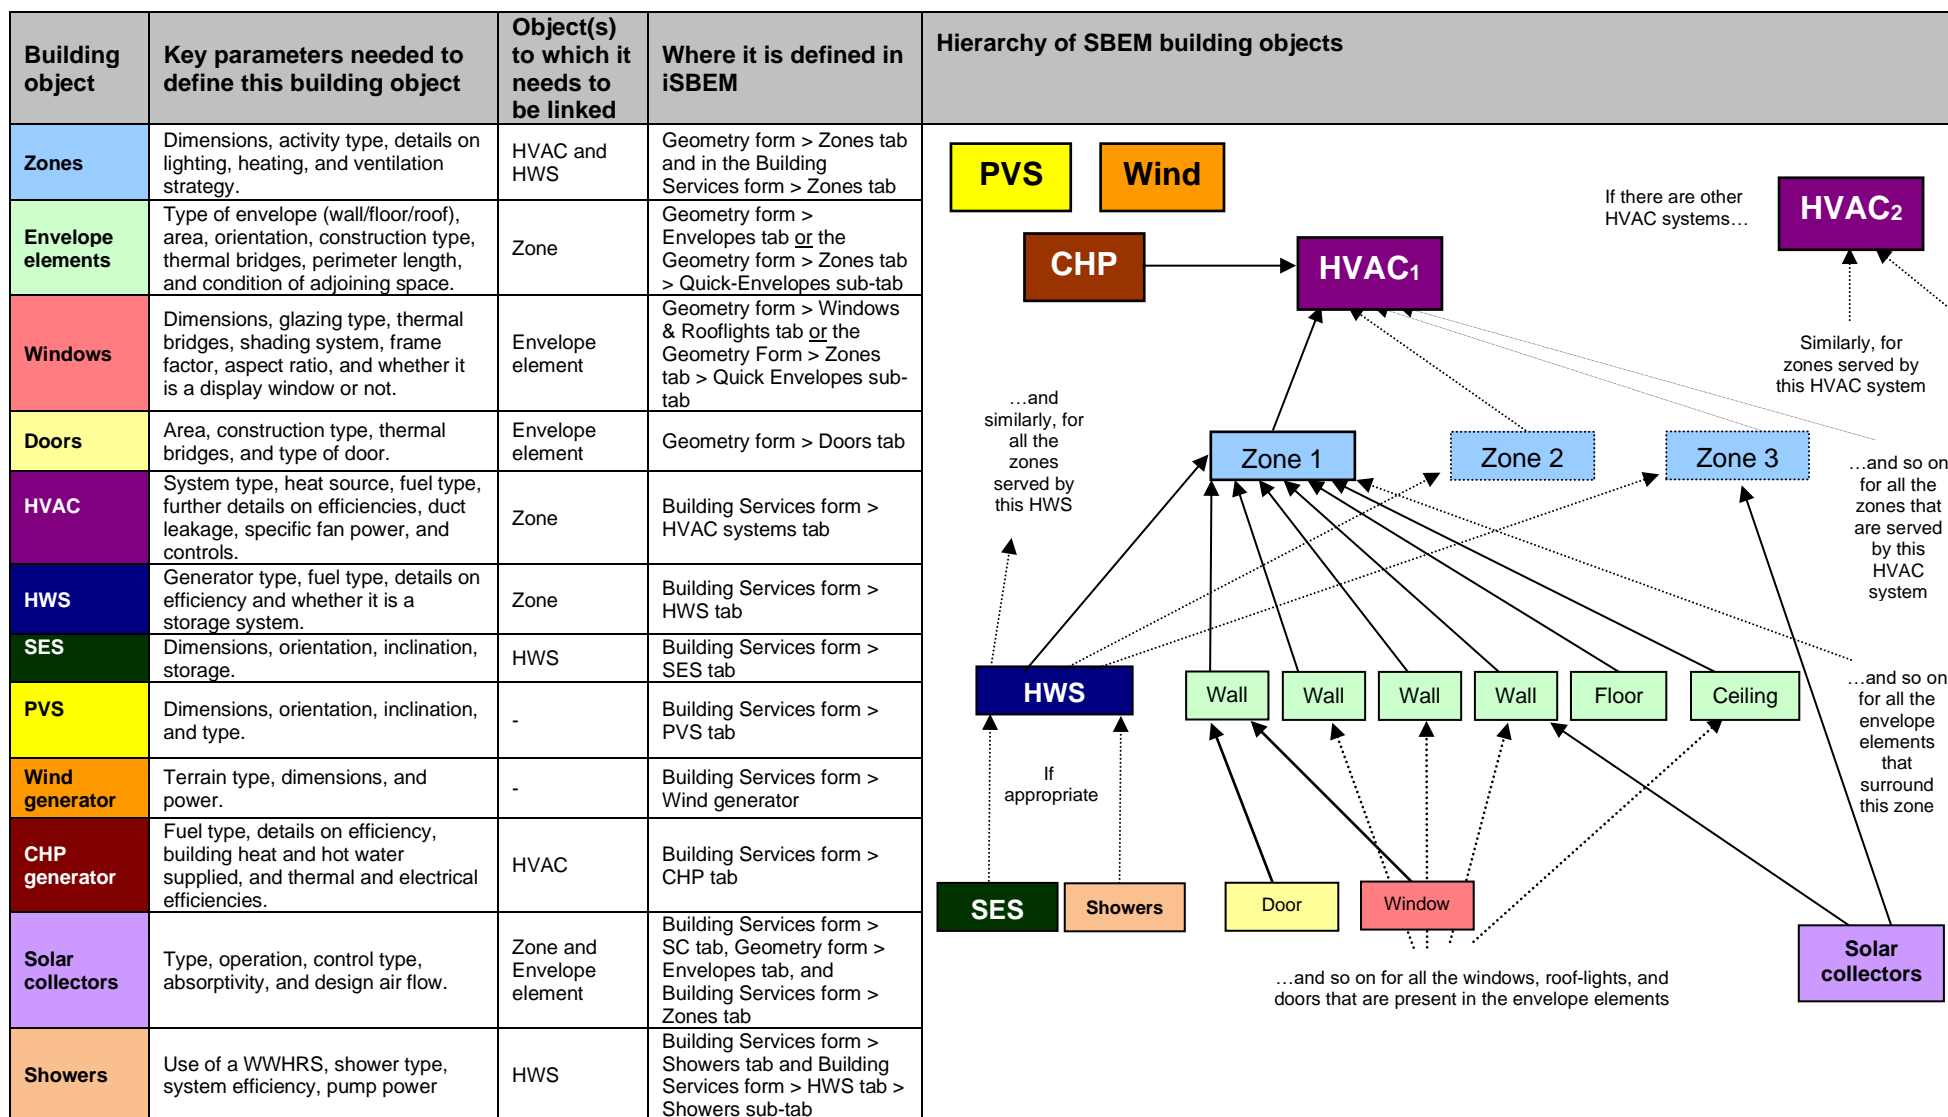 Building
object
Key parameters needed to
define this building object
Object(s)
to which it
needs to
be linked
Where it is defined in
iSBEM
Hierarchy of SBEM building objects
Zones
Dimensions, activity type, details on
lighting, heating, and ventilation
strategy.
HVAC and
HWS
Geometry form > Zones tab
and in the Building
Services form > Zones tab
Envelope
elements
Type of envelope (wall/floor/roof),
area, orientation, construction type,
thermal bridges, perimeter length,
and condition of adjoining space.
Zone
Geometry form >
Envelopes tab or the
Geometry form > Zones tab
> Quick-Envelopes sub-tab
Windows
Dimensions, glazing type, thermal
bridges, shading system, frame
factor, aspect ratio, and whether it
is a display window or not.
Envelope
element
Geometry form > Windows
& Rooflights tab or the
Geometry Form > Zones
tab > Quick Envelopes sub-
tab
Doors
Area, construction type, thermal
bridges, and type of door.
Envelope
element
Geometry form > Doors tab
HVAC
System type, heat source, fuel type,
further details on efficiencies, duct
leakage, specific fan power, and
controls.
Zone
Building Services form >
HVAC systems tab
HWS
Generator type, fuel type, details on
efficiency and whether it is a
storage system.
Zone
Building Services form >
HWS tab
SES
Dimensions, orientation, inclination,
storage.
HWS
Building Services form >
SES tab
PVS
Dimensions, orientation, inclination,
and type.
-
Building Services form >
PVS tab
Wind
generator
Terrain type, dimensions, and
power.
-
Building Services form >
Wind generator
CHP
generator
Fuel type, details on efficiency,
building heat and hot water
supplied, and thermal and electrical
efficiencies.
HVAC
Building Services form >
CHP tab
Solar
collectors
Type, operation, control type,
absorptivity, and design air flow.
Zone and
Envelope
element
Building Services form >
SC tab, Geometry form >
Envelopes tab, and
Building Services form >
Zones tab
Showers
Use of a WWHRS, shower type,
system efficiency, pump power
HWS
Building Services form >
Showers tab and Building
Services form > HWS tab >
Showers sub-tab
PVS
Wind
If there are other
HVAC systems…
HVAC2
CHP
HVAC1
Similarly, for
zones served by
this HVAC system
…and
similarly, for
all the
zones
served by
this HWS
Zone 1
Zone 2
Zone 3
…and so on
for all the
zones that
are served
by this
HVAC
system
HWS
Wall
Wall
Wall
Wall
Floor
Ceiling
…and so on
for all the
envelope
elements
that
surround
this zone
If
appropriate
SES
Showers
Door
Window
Solar
collectors
…and so on for all the windows, roof-lights, and
doors that are present in the envelope elements